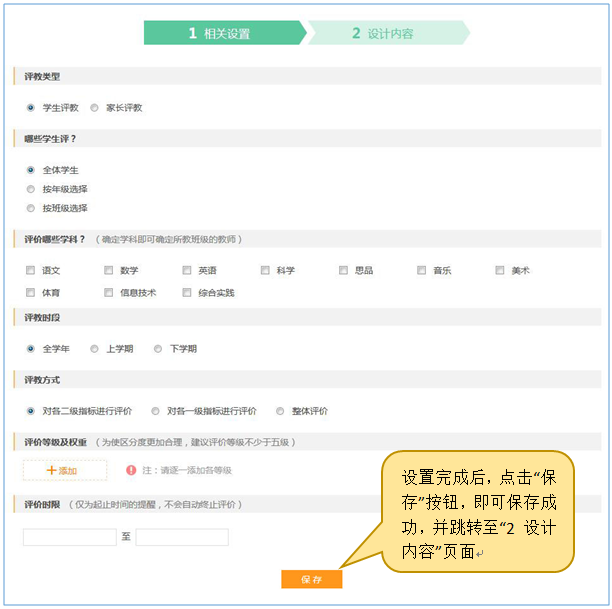 1 相关设置 2 设计内容
评教类型
学生评教 家长评教
哪些学生评？
全体学生
按年级选择
按班级选择
评价哪些学科？（确定学科即可确定所教班级的教师）
语文 数学 英语 科学 思品 音乐 美术
体育 信息技术 综合实践
评教时段
全学年 上学期 下学期
评教方式
对各二级指标进行评价 对各一级指标进行评价 整体评价
评价等级及权重（为使区分度更加合理，建议评价等级不少于五级）
+添加 注：请逐一添加各等级
评价时限（仅为起止时间的提醒，不会自动终止评价）
至
保存
设置完成后，点击“保
存”按钮，即可保存成
功，并跳转至“2 设计
内容”页面